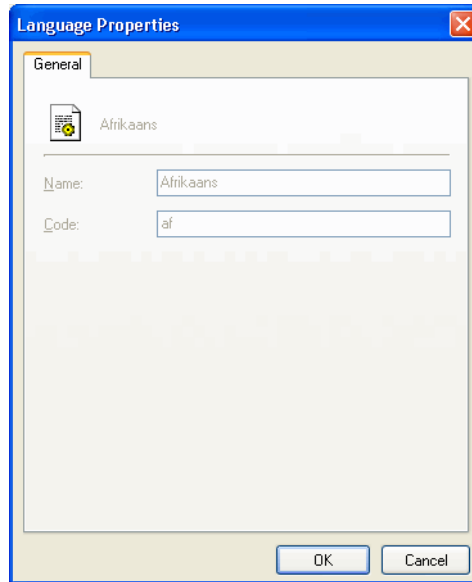 Language Properties
General
Afrikaans
Name: Afrikaans
Code: af
OK Cancel